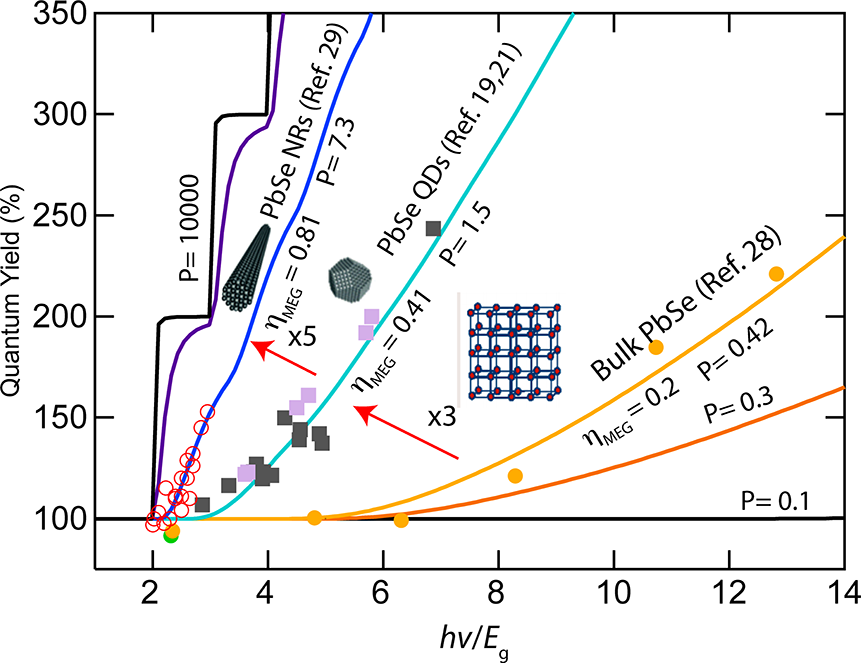 350
300
250
200
150
100
Quantum Yield (%)
2
4
6
8
10
12
14
hν/Eg
P= 10000
PbSe NRs (Ref. 29)
P= 7.3
ηMEG = 0.81
x5
PbSe QDs (Ref. 19,21)
P= 1.5
ηMEG = 0.41
x3
Bulk PbSe (Ref. 28)
P= 0.42
ηMEG = 0.2
P= 0.3
P= 0.1